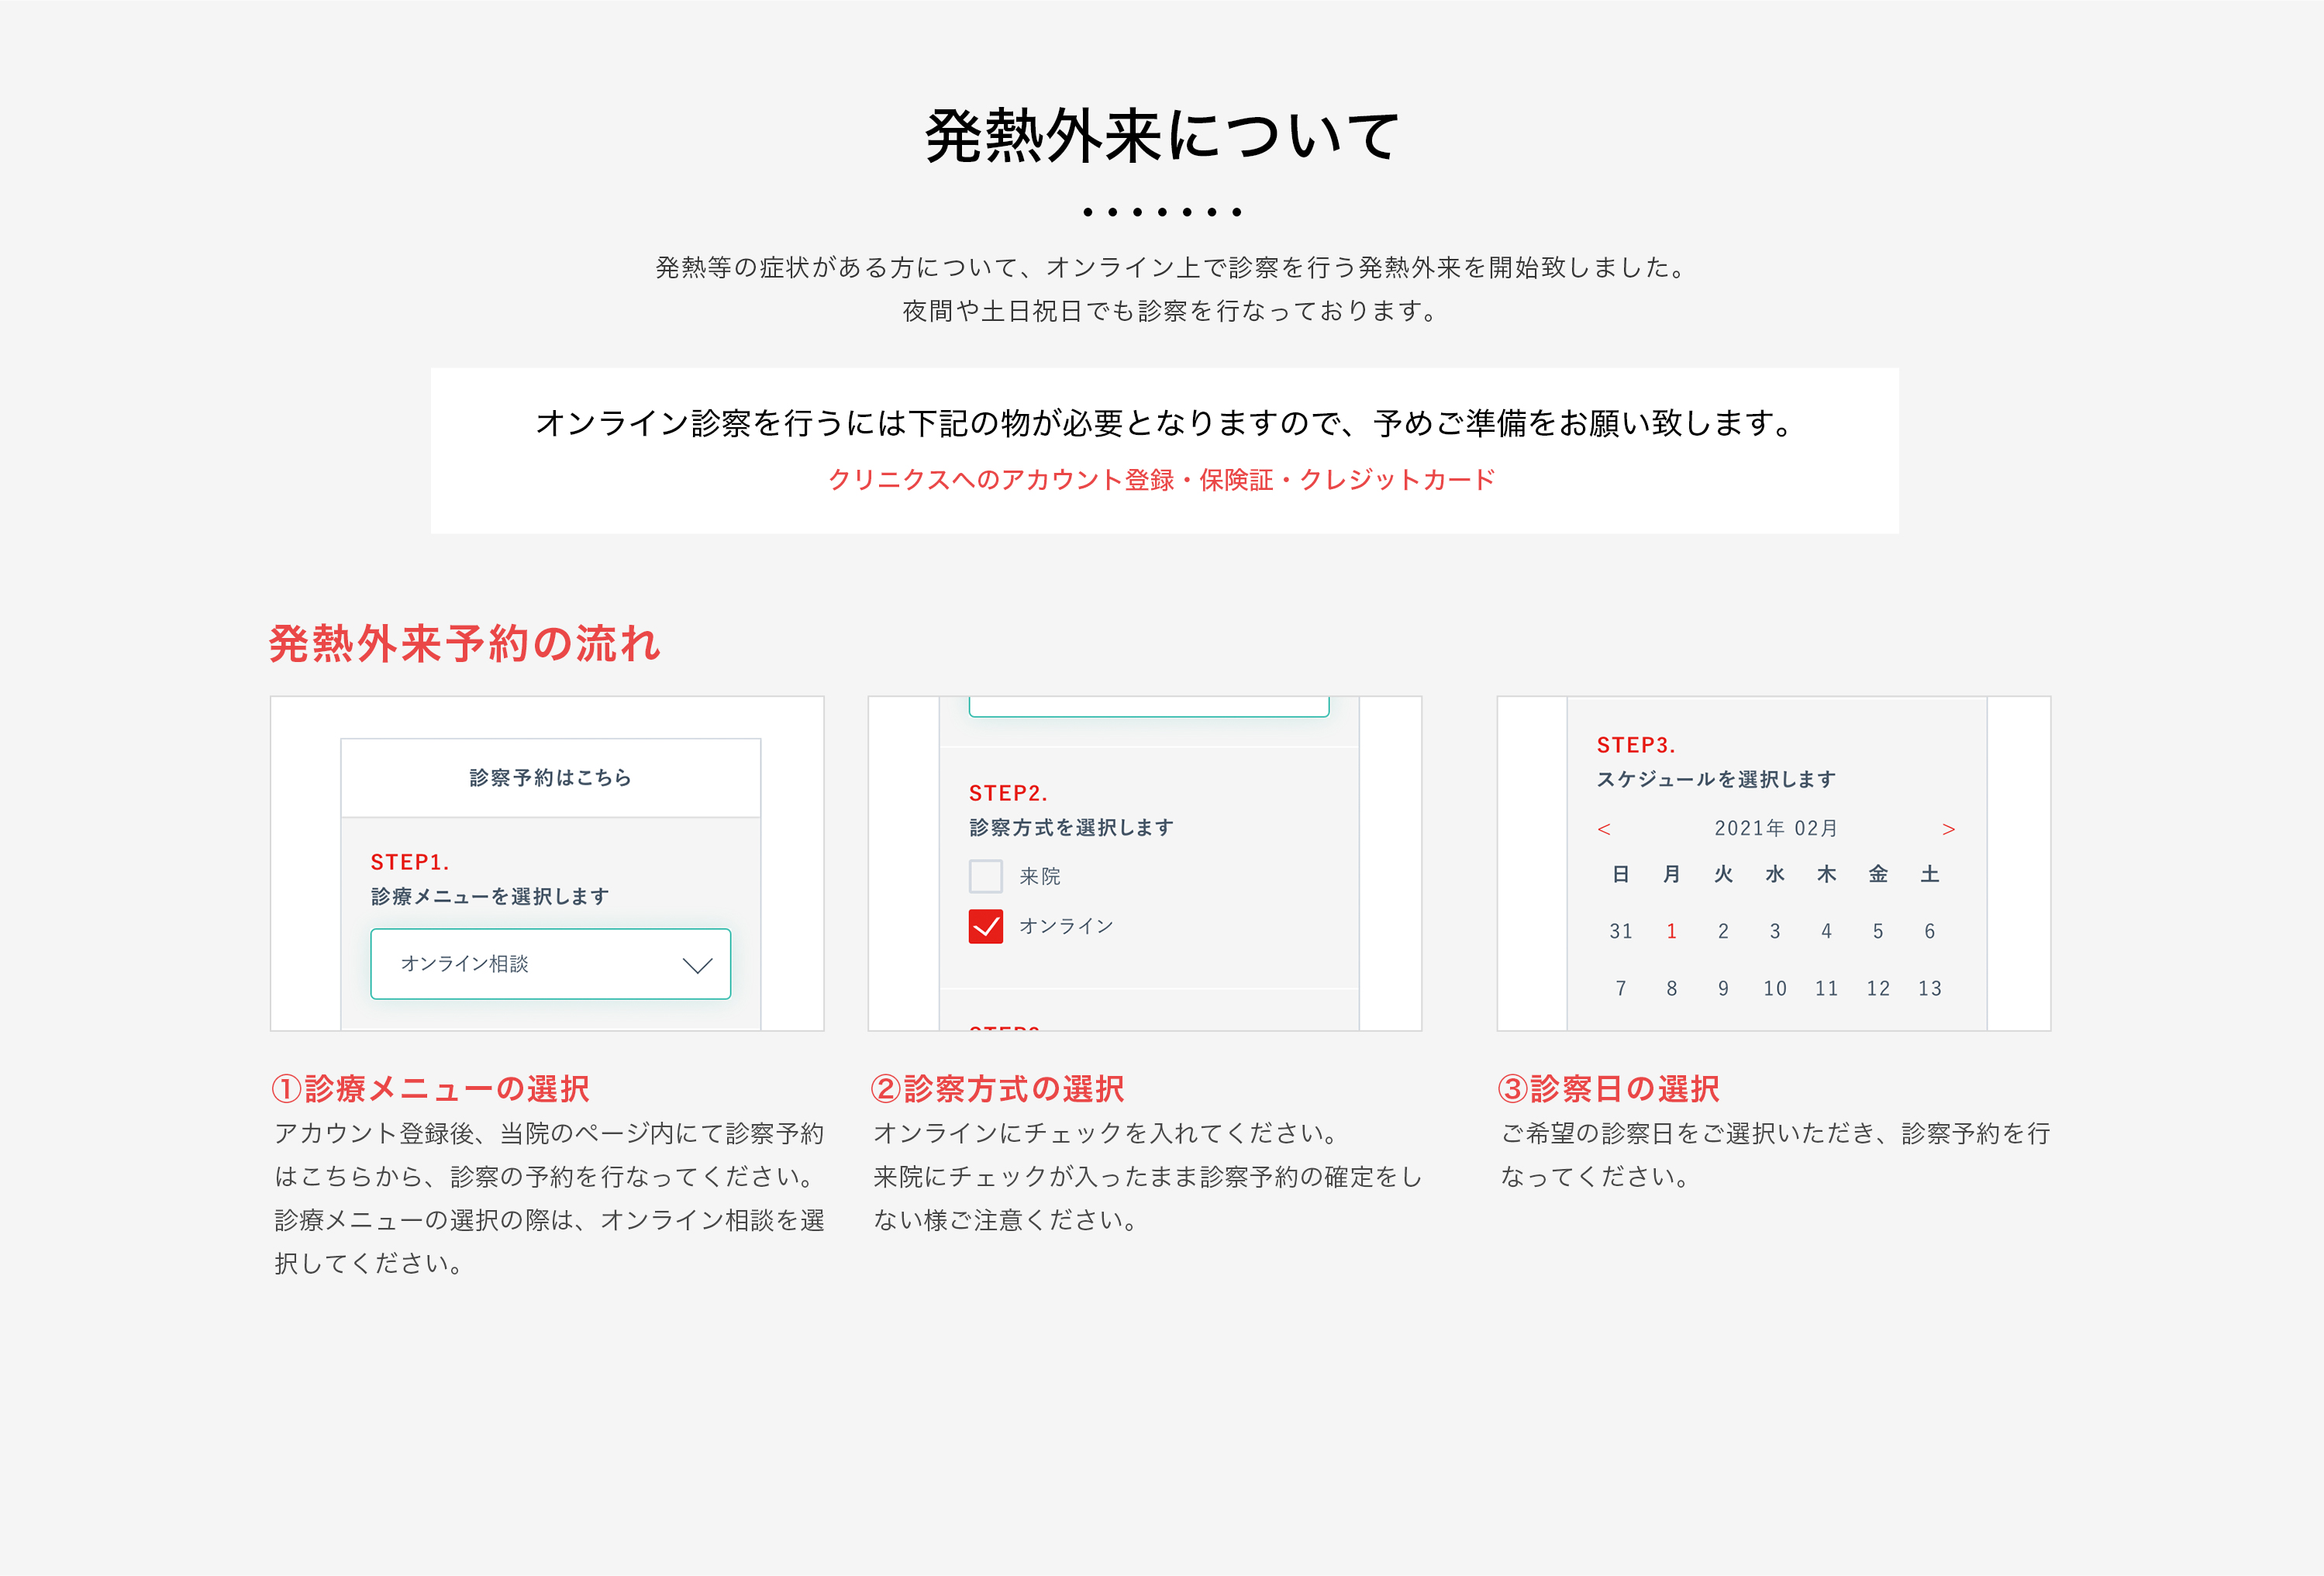 発熱外来について
発熱等の症状がある方について、オンライン上で診察を行う発熱外来を開始致しました。
夜間や土日祝日でも診察を行なっております。
オンライン診察を行うには下記の物が必要となりますので、予めご準備をお願い致します。
クリニクスへのアカウント登録・保険証・クレジットカード
発熱外来予約の流れ
診察予約はこちら
STEP1.
診療メニューを選択します
オンライン相談
①診療メニューの選択
アカウント登録後、当院のページ内にて診察予約
はこちらから、診察の予約を行なってください。
診療メニューの選択の際は、オンライン相談を選
択してください。
STEP2.
診察方式を選択します
来院
オンライン
②診察方式の選択
オンラインにチェックを入れてください。
来院にチェックが入ったまま診察予約の確定をし
ない様ご注意ください。
STEP3.
スケジュールを選択します
< 2021年 02月 >
日 月 火 水 木 金 土
31 1 2 3 4 5 6
7 8 9 10 11 12 13
③診察日の選択
ご希望の診察日をご選択いただき、診察予約を行
なってください。